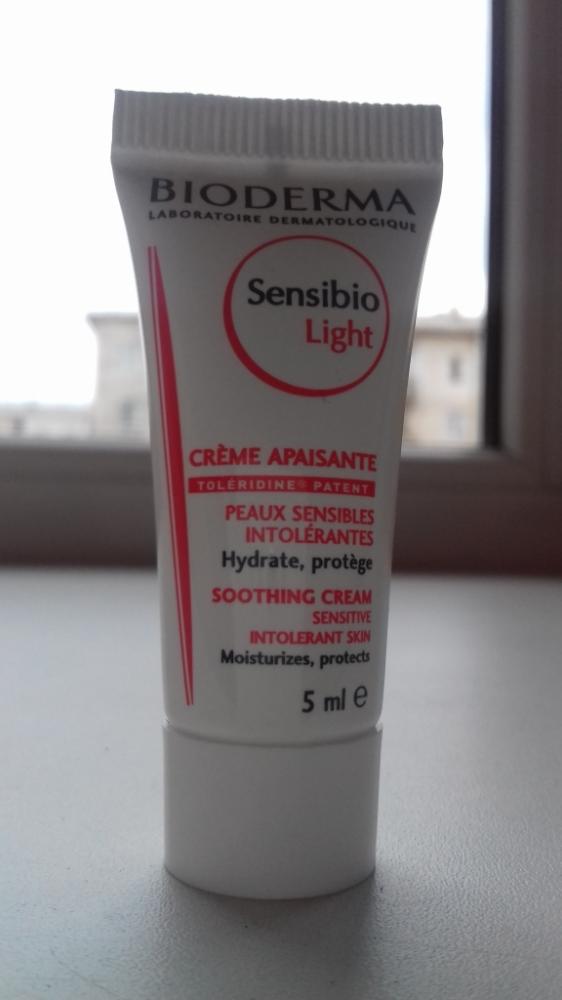 BIODERMA
LABORATOIRE DERMATOLOGIQUE
Sensibio
Light
CRÈME APAISANTE
TOLÉRIDINE® PATENT
PEAUX SENSIBLES
INTOLÉRANTES
Hydrate, protège
SOOTHING CREAM
SENSITIVE
INTOLERANT SKIN
Moisturizes, protects
5 ml e